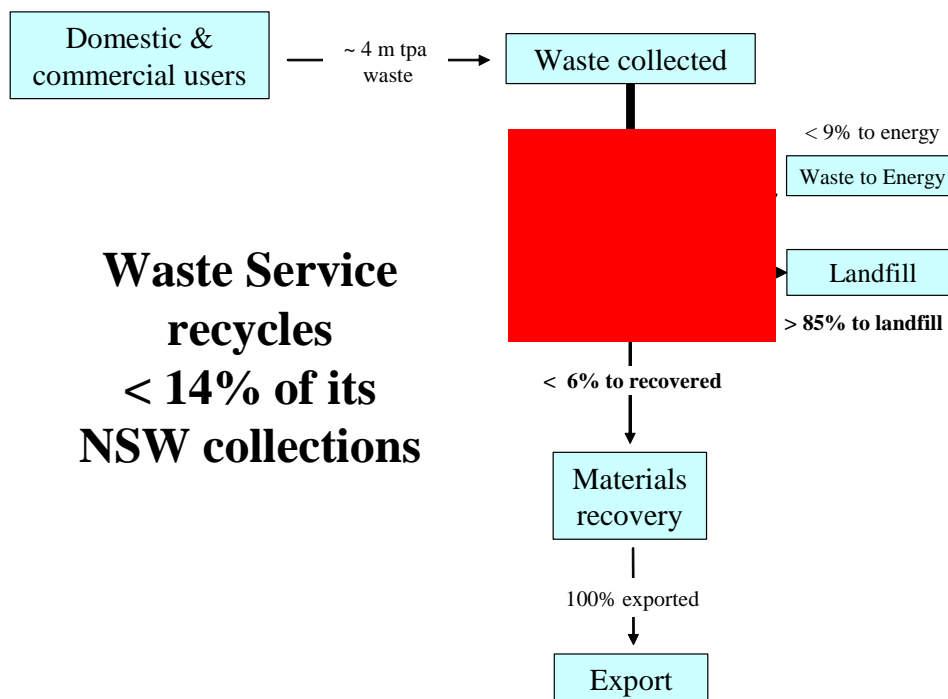 Domestic &
commercial users
~ 4 m tpa
waste
Waste collected
< 9% to energy
Waste to Energy
Landfill
> 85% to landfill
Waste Service
recycles
< 14% of its
NSW collections
< 6% to recovered
Materials
recovery
100% exported
Export